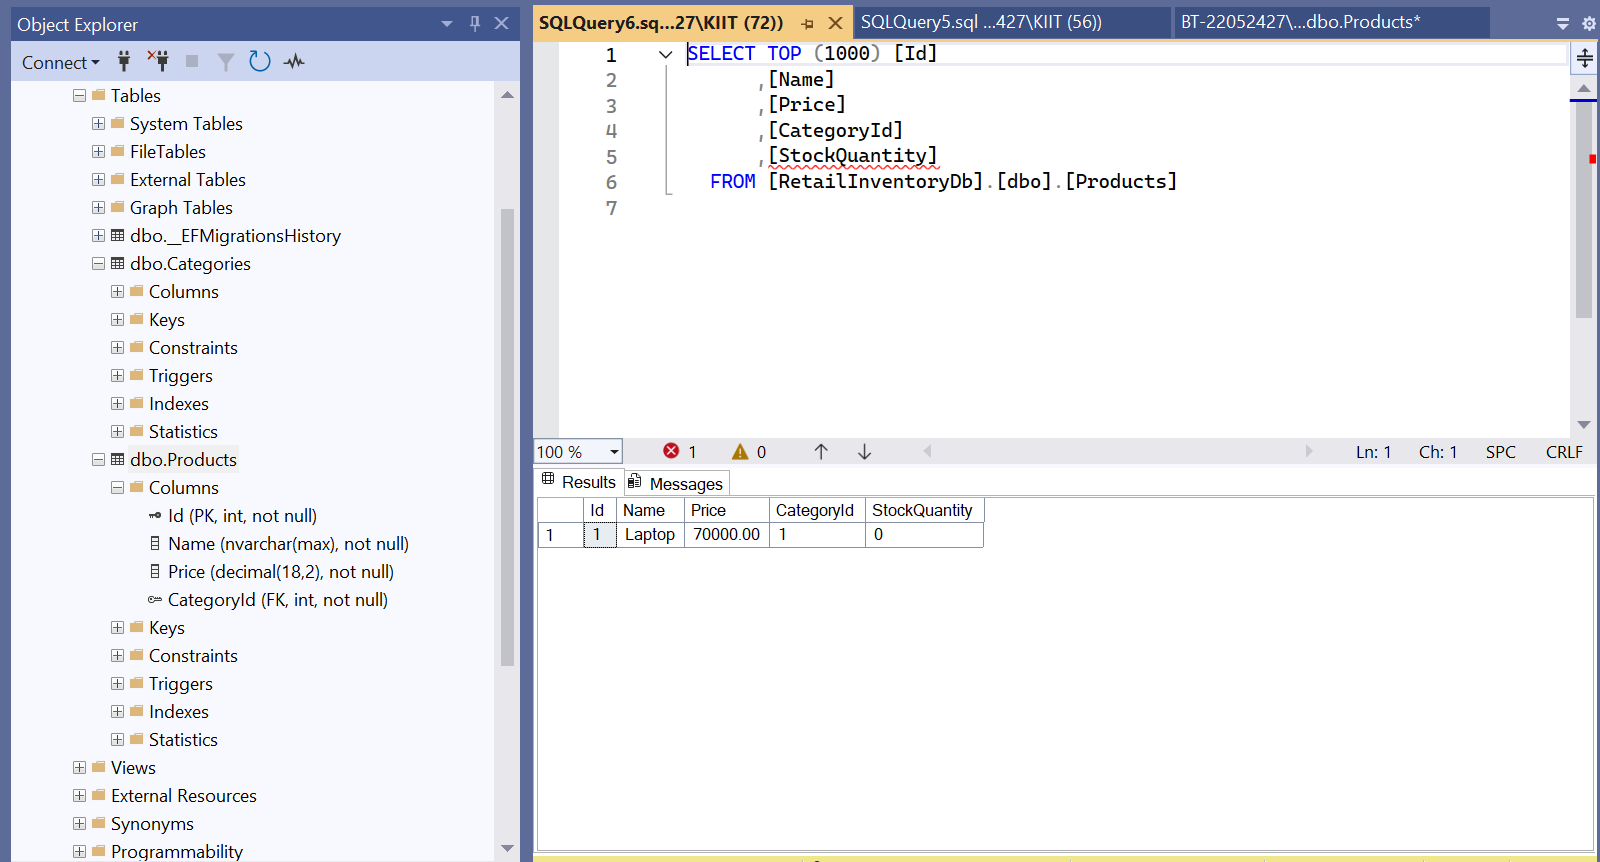 Object Explorer
Connect
Tables
System Tables
FileTables
External Tables
Graph Tables
dbo.__EFMigrationsHistory
dbo.Categories
Columns
Keys
Constraints
Triggers
Indexes
Statistics
dbo.Products
Columns
Id (PK, int, not null)
Name (nvarchar(max), not null)
Price (decimal(18,2), not null)
CategoryId (FK, int, not null)
Keys
Constraints
Triggers
Indexes
Statistics
Views
External Resources
Synonyms
Programmability
SQLQuery6.sq...27\KIIT (72))
SQLQuery5.sql ...427\KIIT (56))
BT-22052427\...dbo.Products*
1 SELECT TOP (1000) [Id]
2 ,[Name]
3 ,[Price]
4 ,[CategoryId]
5 ,[StockQuantity]
6 FROM [RetailInventoryDb].[dbo].[Products]
7
100 % 1 0 Ln: 1 Ch: 1 SPC CRLF
Results Messages
Id Name Price CategoryId StockQuantity
1 1 Laptop 70000.00 1 0